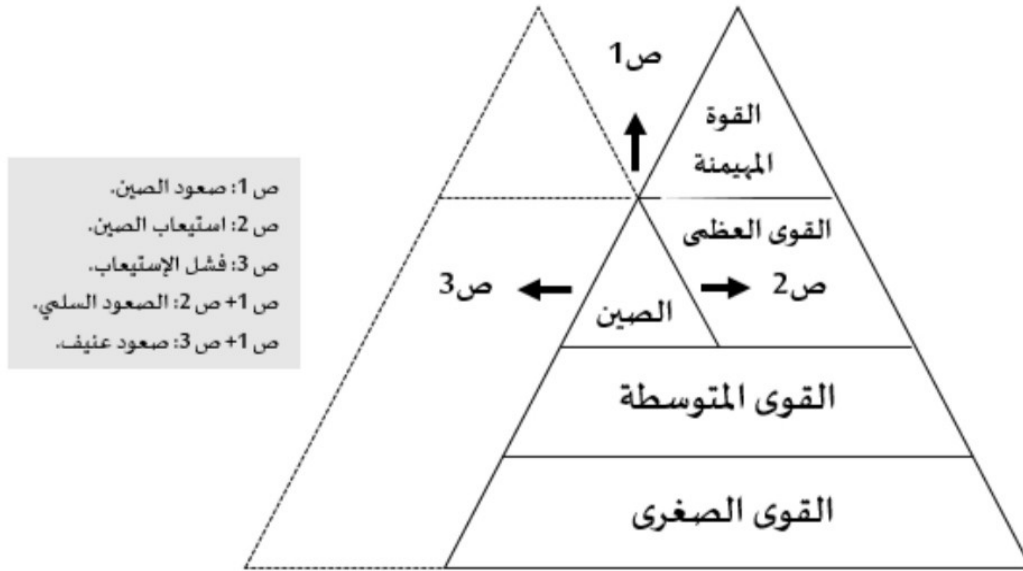 ص1
القوة
المهيمنة
القوى العظمى
ص2
ص3
الصين
القوى المتوسطة
القوى الصغرى
ص 1: صعود الصين.
ص 2: استيعاب الصين.
ص 3: فشل الإستيعاب.
ص 1+ ص 2: الصعود السلمي.
ص 1+ ص 3: صعود عنيف.